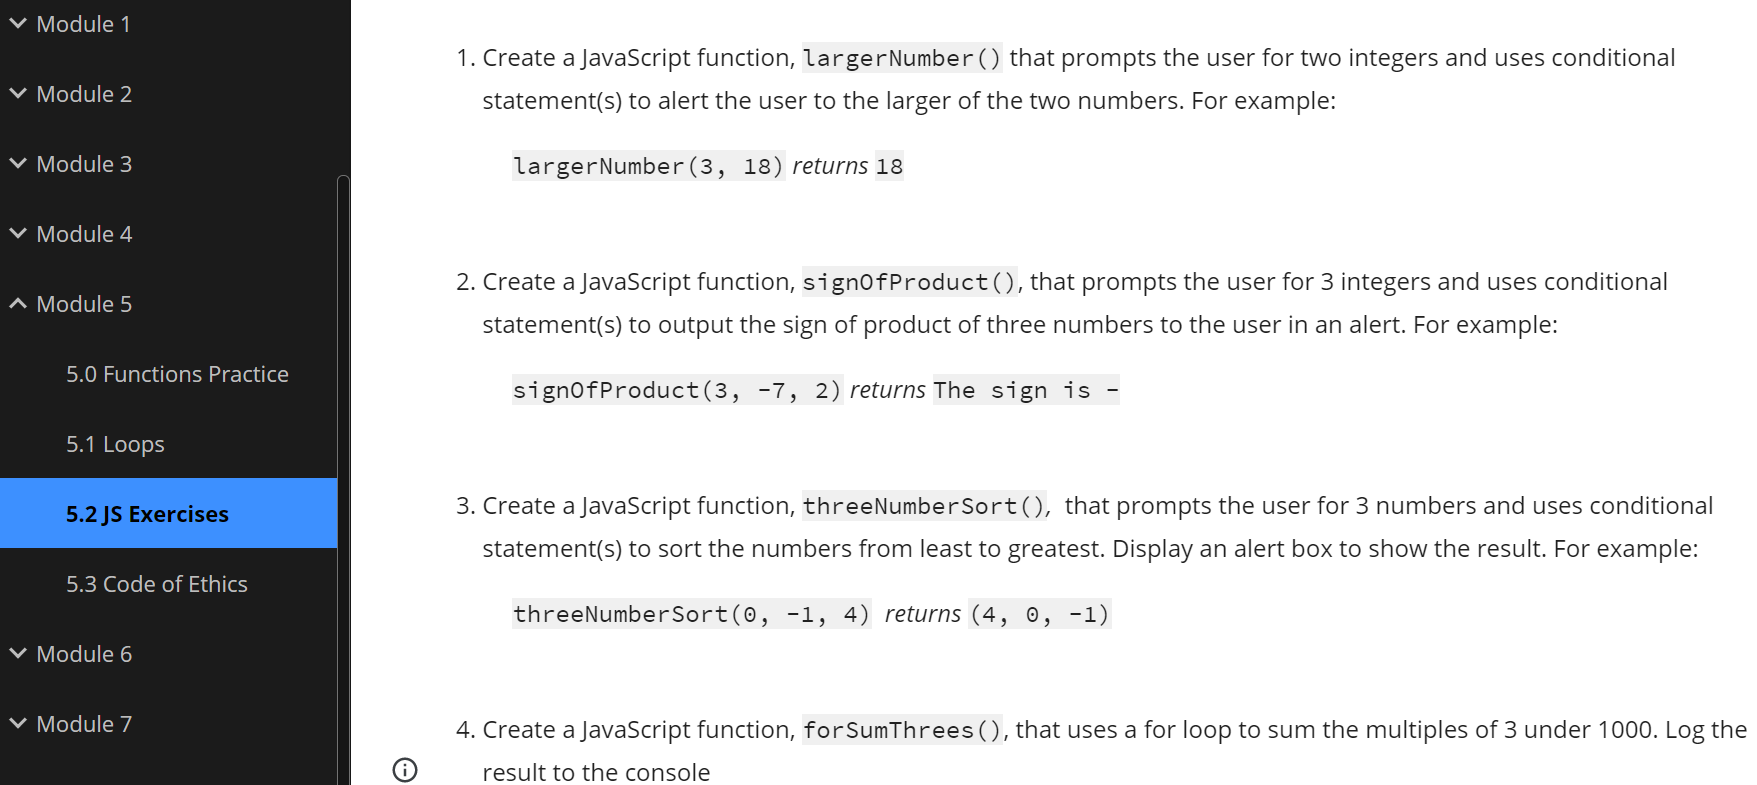 Module 1
Module 2
Module 3
Module 4
Module 5
5.0 Functions Practice
5.1 Loops
5.2 JS Exercises
5.3 Code of Ethics
Module 6
Module 7
1. Create a JavaScript function, largerNumber() that prompts the user for two integers and uses conditional
statement(s) to alert the user to the larger of the two numbers. For example:
largerNumber(3, 18) returns 18
2. Create a JavaScript function, signOfProduct(), that prompts the user for 3 integers and uses conditional
statement(s) to output the sign of product of three numbers to the user in an alert. For example:
signOfProduct(3, -7, 2) returns The sign is -
3. Create a JavaScript function, threeNumberSort(), that prompts the user for 3 numbers and uses conditional
statement(s) to sort the numbers from least to greatest. Display an alert box to show the result. For example:
threeNumberSort(0, -1, 4) returns (4, 0, -1)
4. Create a JavaScript function, forSumThrees(), that uses a for loop to sum the multiples of 3 under 1000. Log the
result to the console